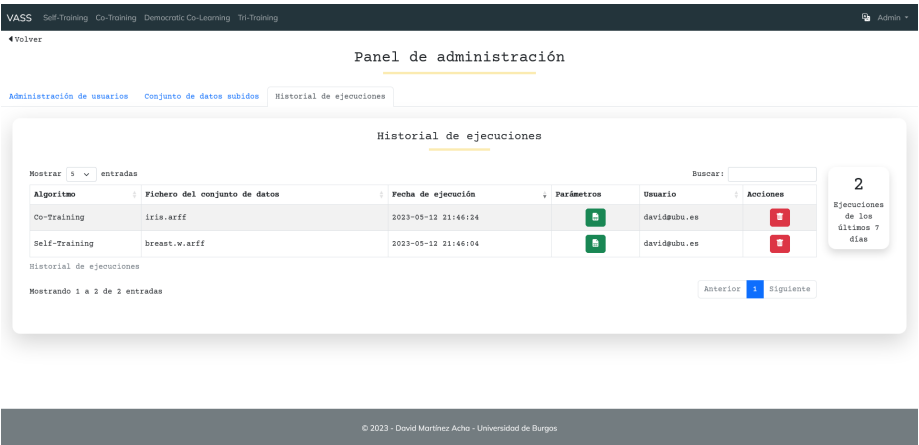 VASS Self-Training Co-Training Democratic Co-Learning Tri-Training Admin
Volver
Panel de administración
Administración de usuarios Conjunto de datos subidos Historial de ejecuciones
Historial de ejecuciones
Mostrar 5 entradas Buscar:
Algoritmo Fichero del conjunto de datos Fecha de ejecución Parámetros Usuario Acciones
Co-Training iris.arff 2023-05-12 21:46:24 david@ubu.es
Self-Training breast.w.arff 2023-05-12 21:46:04 david@ubu.es
Historial de ejecuciones
Mostrando 1 a 2 de 2 entradas
Anterior 1 Siguiente
2
Ejecuciones
de los
últimos 7
días
© 2023 - David Martínez Acha - Universidad de Burgos